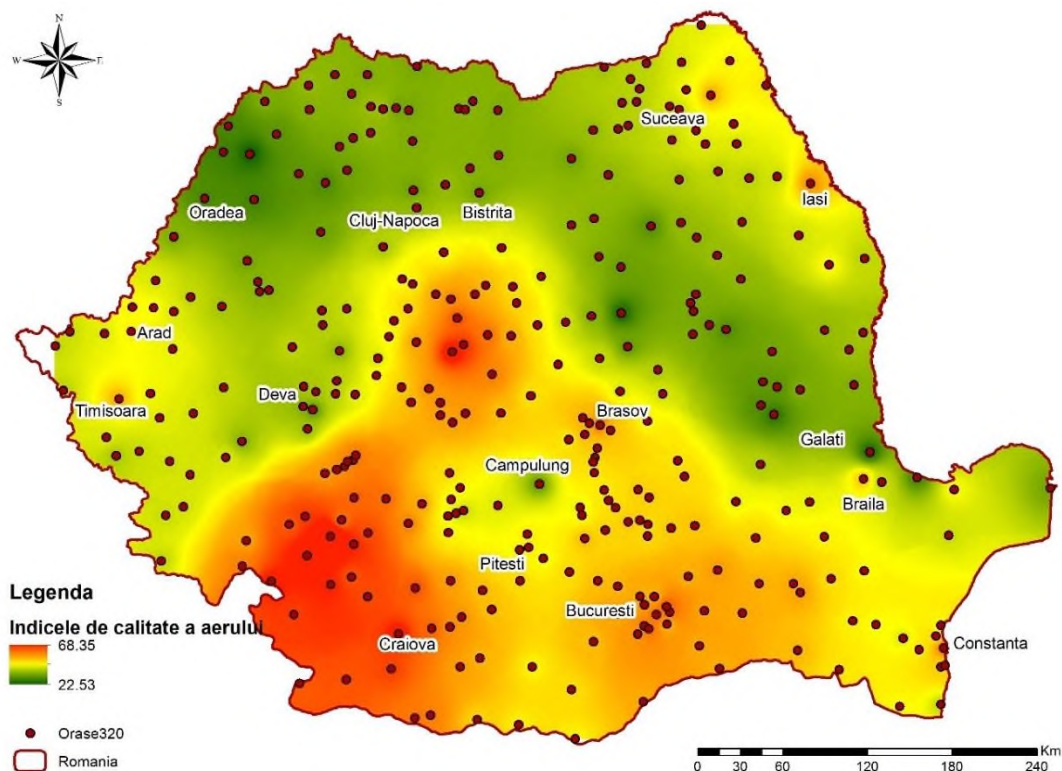 N
W E
S
Suceava
Iasi
Oradea
Cluj-Napoca
Bistrita
Arad
Timisoara
Deva
Brasov
Campulung
Galati
Braila
Pitesti
Bucuresti
Craiova
Constanta
Legenda
Indicele de calitate a aerului
68.35
22.53
Orase320
Romania
Km
0 30 60 120 180 240